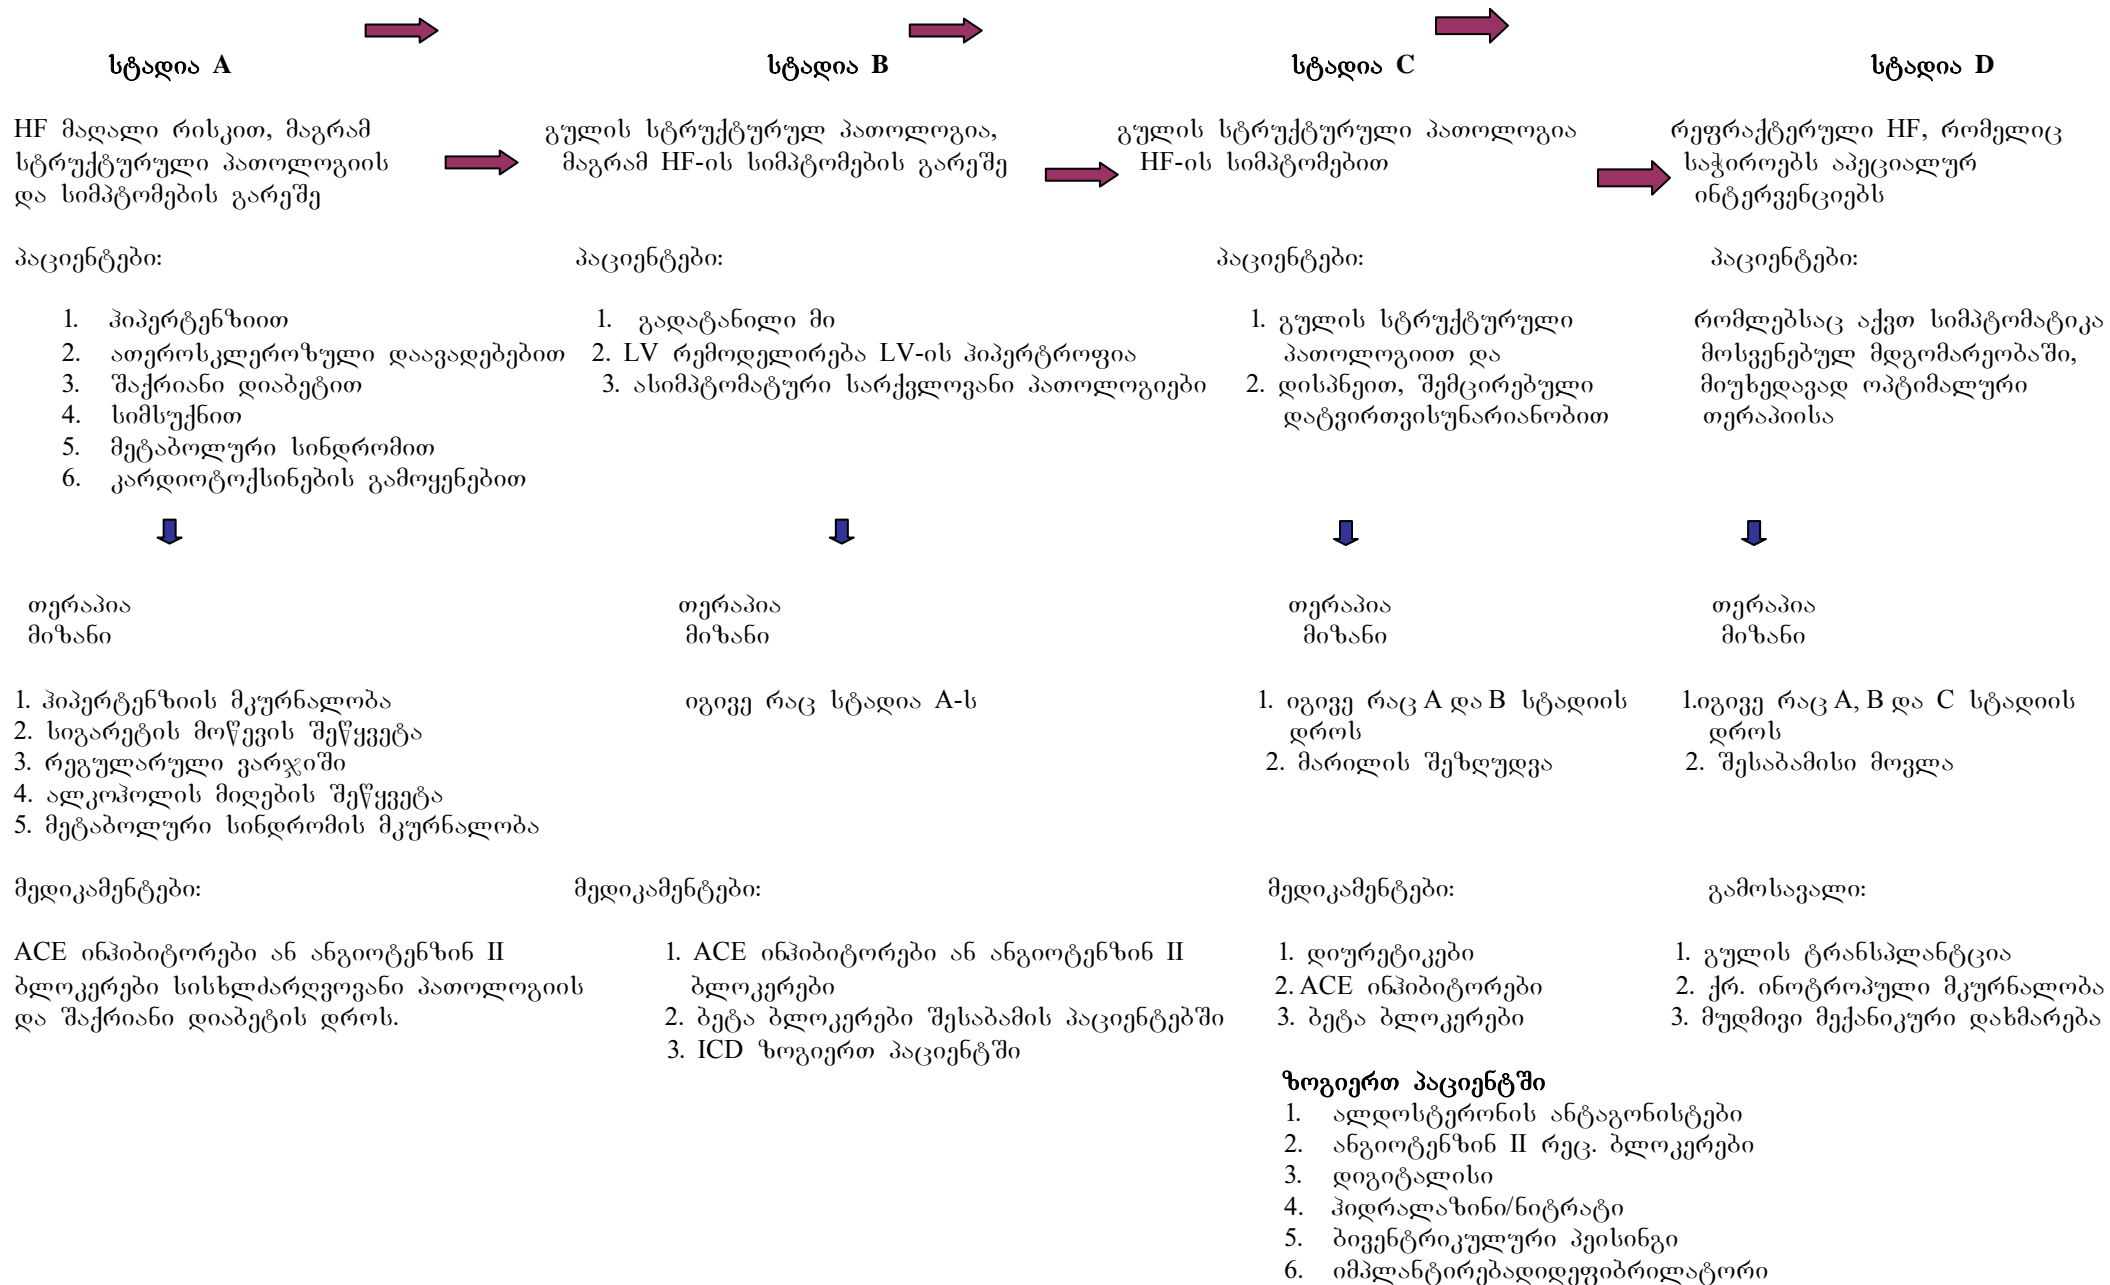 სტადია A
სტადია B
სტადია C
სტადია D
HF მაღალი რისკით, მაგრამ
სტრუქტურული პათოლოგიის
და სიმპტომების გარეშე
გულის სტრუქტურულ პათოლოგია,
მაგრამ HF-ის სიმპტომების გარეშე
გულის სტრუქტურული პათოლოგია
HF-ის სიმპტომებით
რეფრაქტერული HF, რომელიც
საჭიროებს აპეციალურ
ინტერვენციებს
პაციენტები:
1. ჰიპერტენზიით
2. ათეროსკლეროზული დაავადებებით
3. შაქრიანი დიაბეტით
4. სიმსუქნით
5. მეტაბოლური სინდრომით
6. კარდიოტოქსინების გამოყენებით
პაციენტები:
1. გადატანილი მი
2. LV რემოდელირება LV-ის ჰიპერტროფია
3. ასიმპტომატური სარქვლოვანი პათოლოგიები
პაციენტები:
1. გულის სტრუქტურული
პათოლოგიით და
2. დისპნეით, შემცირებული
დატვირთვისუნარიანობით
პაციენტები:
რომლებსაც აქვთ სიმპტომატიკა
მოსვენებულ მდგომარეობაში,
მიუხედავად ოპტიმალური
თერაპიისა
თერაპია
მიზანი
1. ჰიპერტენზიის მკურნალობა
2. სიგარეტის მოწევის შეწყვეტა
3. რეგულარული ვარჯიში
4. ალკოჰოლის მიღების შეწყვეტა
5. მეტაბოლური სინდრომის მკურნალობა
თერაპია
მიზანი
იგივე რაც სტადია A-ს
თერაპია
მიზანი
1. იგივე რაც A და B სტადიის
დროს
2. მარილის შეზღუდვა
თერაპია
მიზანი
1.იგივე რაც A, B და C სტადიის
დროს
2. შესაბამისი მოვლა
მედიკამენტები:
ACE ინჰიბიტორები ან ანგიოტენზინ II
ბლოკერები სისხლძარღვოვანი პათოლოგიის
და შაქრიანი დიაბეტის დროს.
მედიკამენტები:
1. ACE ინჰიბიტორები ან ანგიოტენზინ II
ბლოკერები
2. ბეტა ბლოკერები შესაბამის პაციენტებში
3. ICD ზოგიერთ პაციენტში
მედიკამენტები:
1. დიურეტიკები
2. ACE ინჰიბიტორები
3. ბეტა ბლოკერები
ზოგიერთ პაციენტში
1. ალდოსტერონის ანტაგონისტები
2. ანგიოტენზინ II რეც. ბლოკერები
3. დიგიტალისი
4. ჰიდრალაზინი/ნიტრატი
5. ბივენტრიკულური პეისინგი
6. იმპლანტირებადიდეფიბრილატორი
გამოსავალი:
1. გულის ტრანსპლანტცია
2. ქრ. ინოტროპული მკურნალობა
3. მუდმივი მექანიკური დახმარება